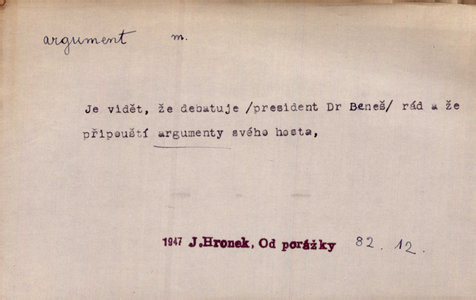 argument m.
Je vidět, že debatuje /president Dr Beneš/ rád a že
připouští argumenty svého hosta,
1947 J.Hronek, Od porážky 82. 12.